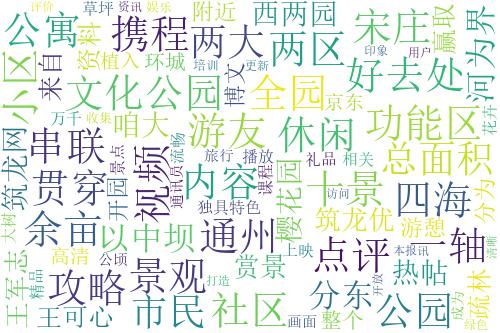 评价 草坪 资讯 娱乐 附近 西两园 宋庄 印象 用户
公寓 携程 两大 两区 赢取 河为界
小区 来自 资料 植入 环城 博文 培训 更新 好去处
文化公园 全园 京东 花卉
万千 收集 咱大 游友 休闲 功能区
筑龙网 串联 视频 景点 流畅 旅行 播放 礼品 相关 总面积
贯穿 开园 通讯员 内容 课程 樱花园 十景 四海 分为
大树 余亩 以中坝 独具特色 访问 筑龙优 游憩 一轴
王军志 高清 公顷 通州 上映 点评 本报讯 清晰
精品 攻略 景观 赏景 热帖 疏林
王可心 市民 打造 社区 画面 分东 整个 开放 公园 成为 绿色